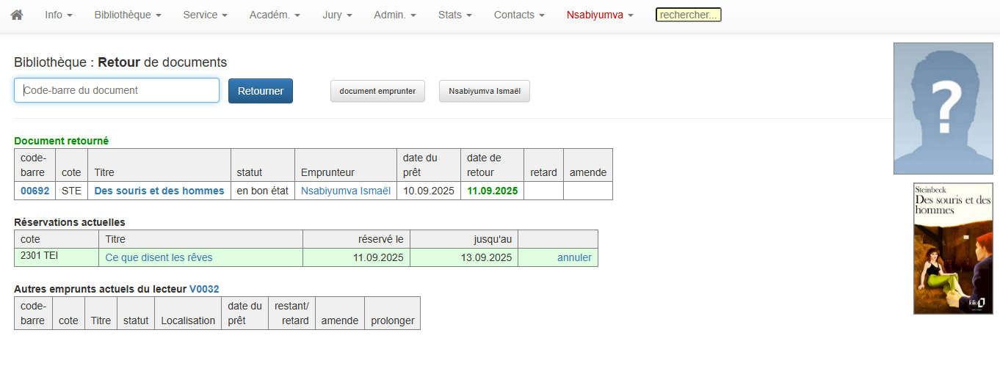 Info Bibliothèque Service Académ. Jury Admin. Stats Contacts Nsabiyumva rechercher...
Bibliothèque : Retour de documents
Code-barre du document Retourner document emprunter Nsabiyumva Ismaël
?
Document retourné
code-barre cote Titre statut Emprunteur date du prêt date de retour retard amende
00692 STE Des souris et des hommes en bon état Nsabiyumva Ismaël 10.09.2025 11.09.2025
Réservations actuelles
cote Titre réservé le jusqu'au
2301 TEI Ce que disent les rêves 11.09.2025 13.09.2025 annuler
Autres emprunts actuels du lecteur V0032
code-barre cote Titre statut Localisation date du prêt restant/retard amende prolonger
Steinbeck
Des souris et des
hommes